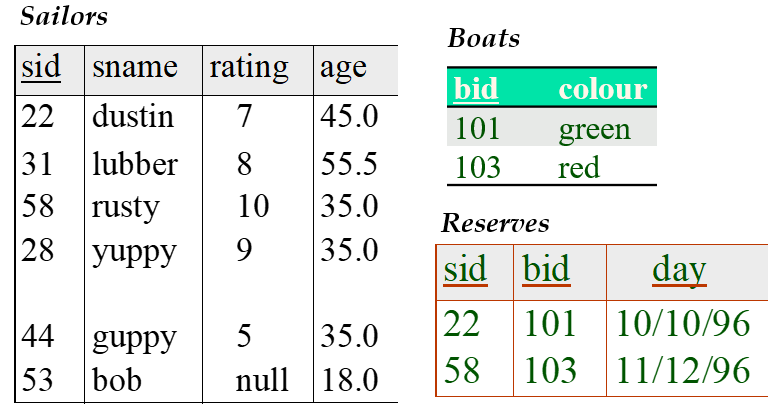 Sailors
sid sname rating age
22 dustin 7 45.0
31 lubber 8 55.5
58 rusty 10 35.0
28 yuppy 9 35.0
44 guppy 5 35.0
53 bob null 18.0
Boats
bid colour
101 green
103 red
Reserves
sid bid day
22 101 10/10/96
58 103 11/12/96